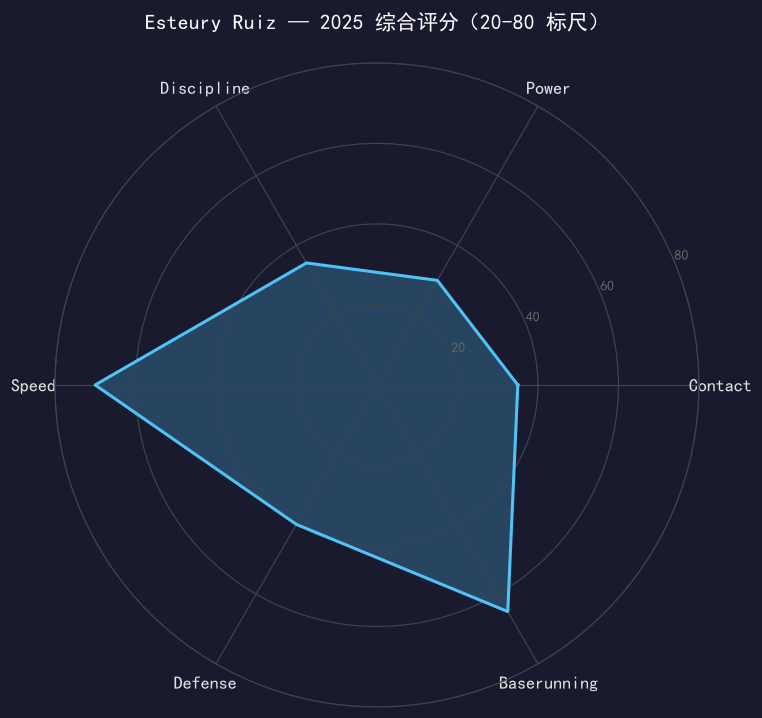 Esteury Ruiz — 2025 综合评分（20-80 标尺）
Discipline
Power
80
60
40
20
Speed
Contact
Defense
Baserunning